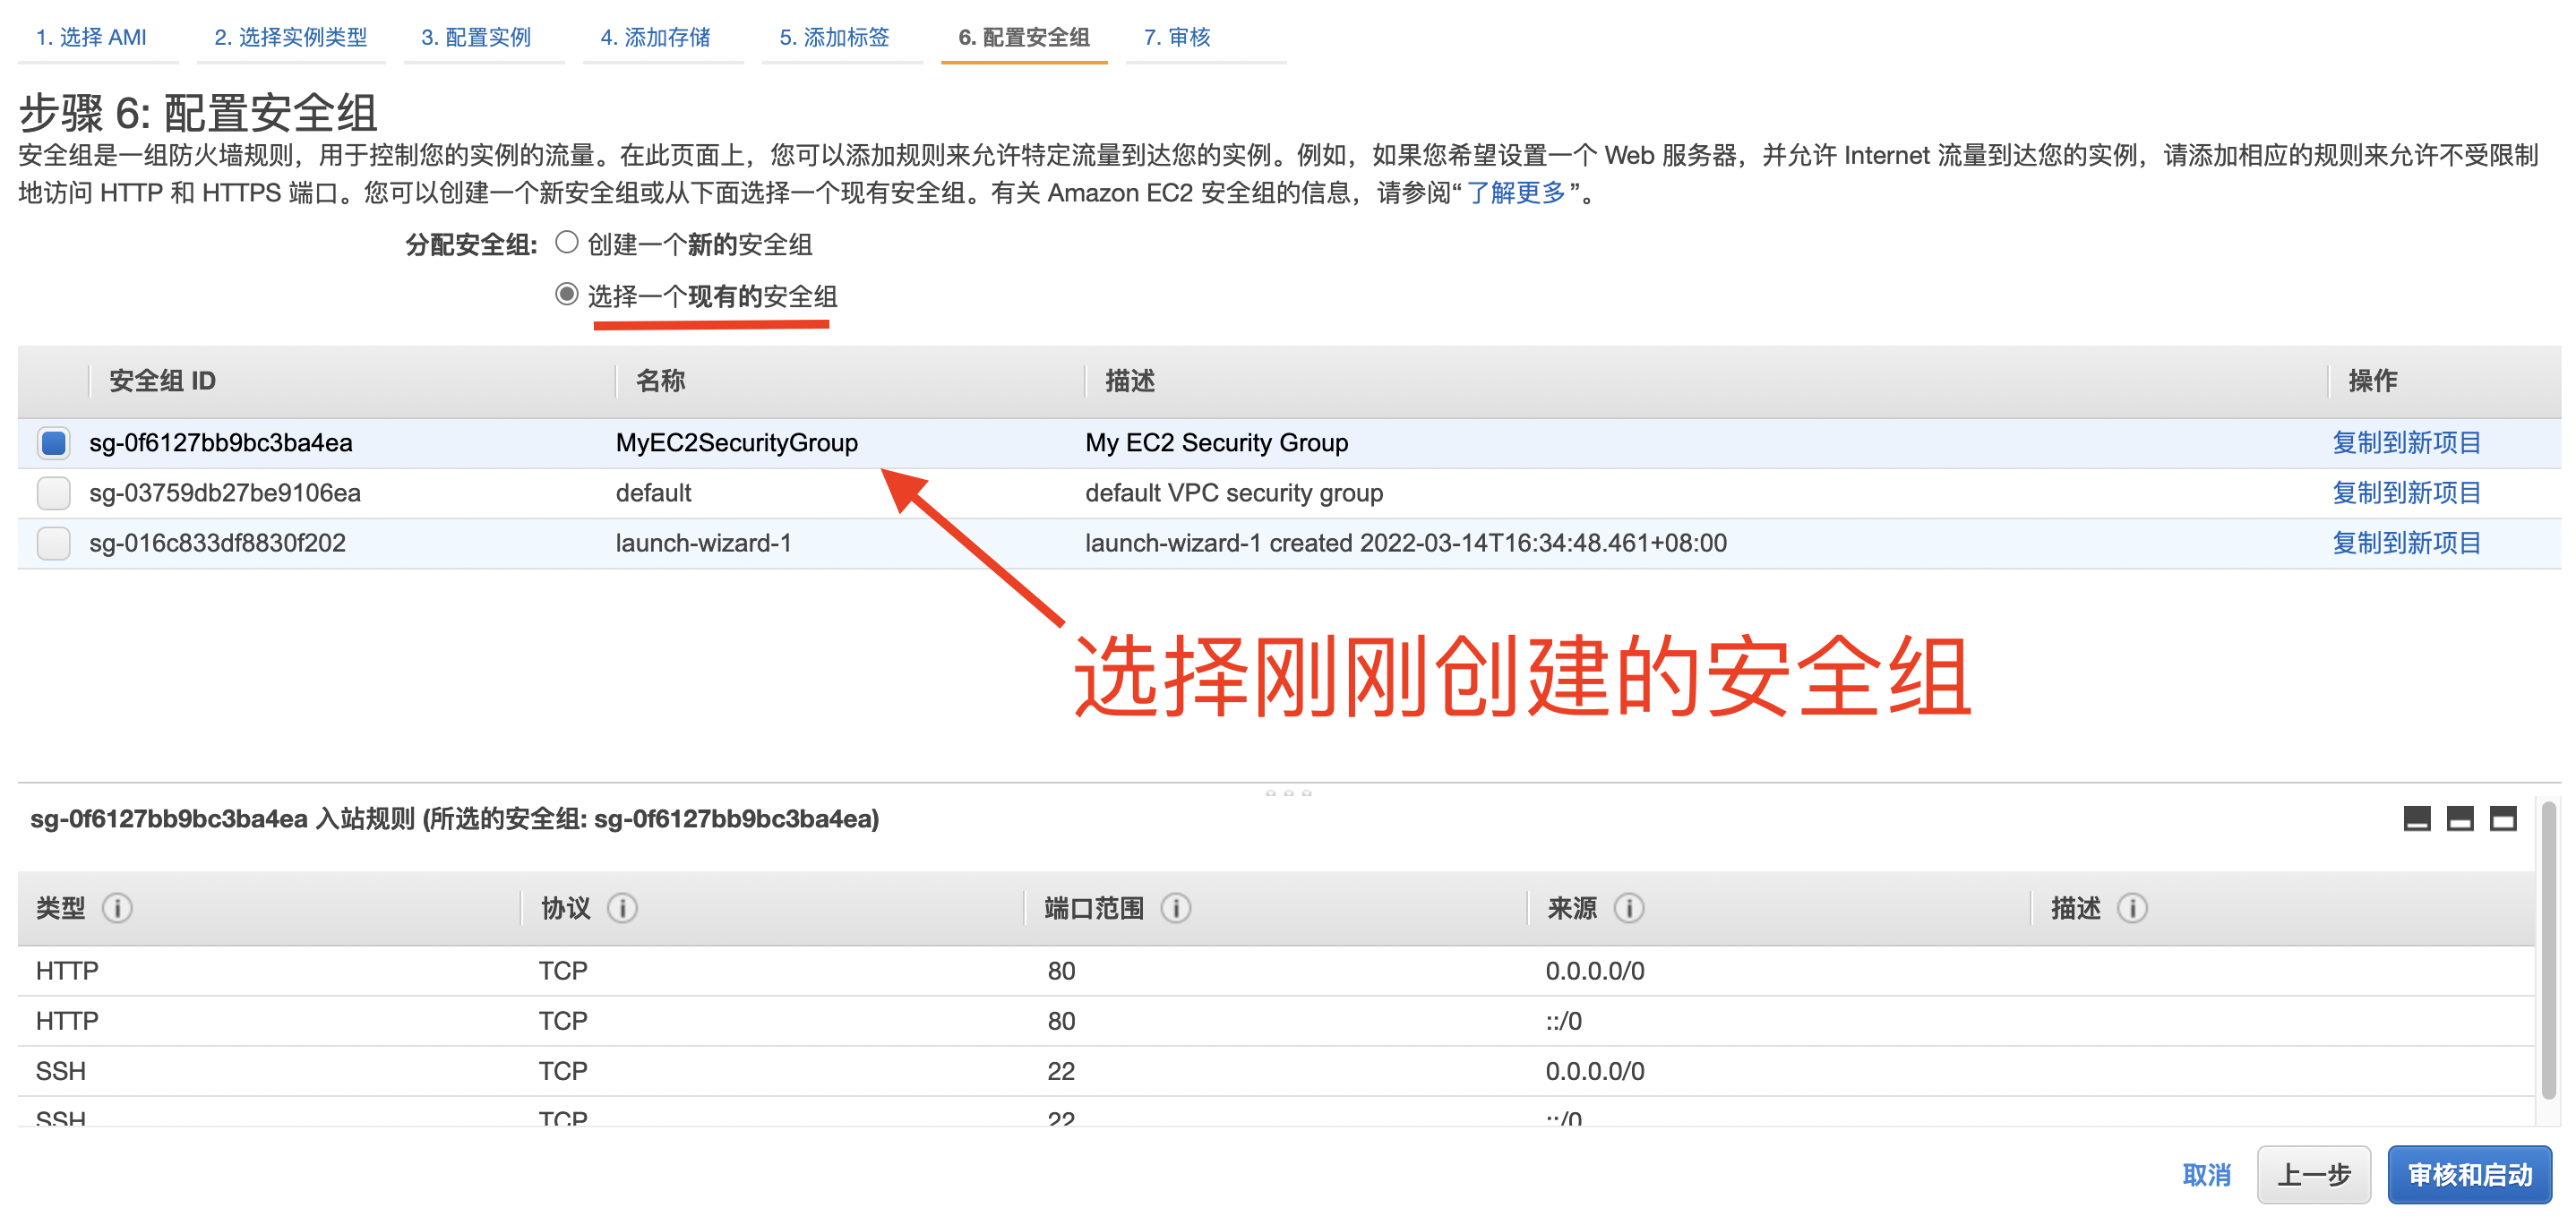 1. 选择 AMI 2. 选择实例类型 3. 配置实例 4. 添加存储 5. 添加标签 6. 配置安全组 7. 审核
步骤 6: 配置安全组
安全组是一组防火墙规则，用于控制您的实例的流量。在此页面上，您可以添加规则来允许特定流量到达您的实例。例如，如果您希望设置一个 Web 服务器，并允许 Internet 流量到达您的实例，请添加相应的规则来允许不受限制
地访问 HTTP 和 HTTPS 端口。您可以创建一个新安全组或从下面选择一个现有安全组。有关 Amazon EC2 安全组的信息，请参阅“了解更多”。
分配安全组: 创建一个新的安全组
选择一个现有的安全组
安全组 ID 名称 描述 操作
sg-0f6127bb9bc3ba4ea MyEC2SecurityGroup My EC2 Security Group 复制到新项目
sg-03759db27be9106ea default default VPC security group 复制到新项目
sg-016c833df8830f202 launch-wizard-1 launch-wizard-1 created 2022-03-14T16:34:48.461+08:00 复制到新项目
选择刚刚创建的安全组
sg-0f6127bb9bc3ba4ea 入站规则 (所选的安全组: sg-0f6127bb9bc3ba4ea)
类型 协议 端口范围 来源 描述
HTTP TCP 80 0.0.0.0/0
HTTP TCP 80 ::/0
SSH TCP 22 0.0.0.0/0
SSH TCP 22 ::/0
取消 上一步 审核和启动